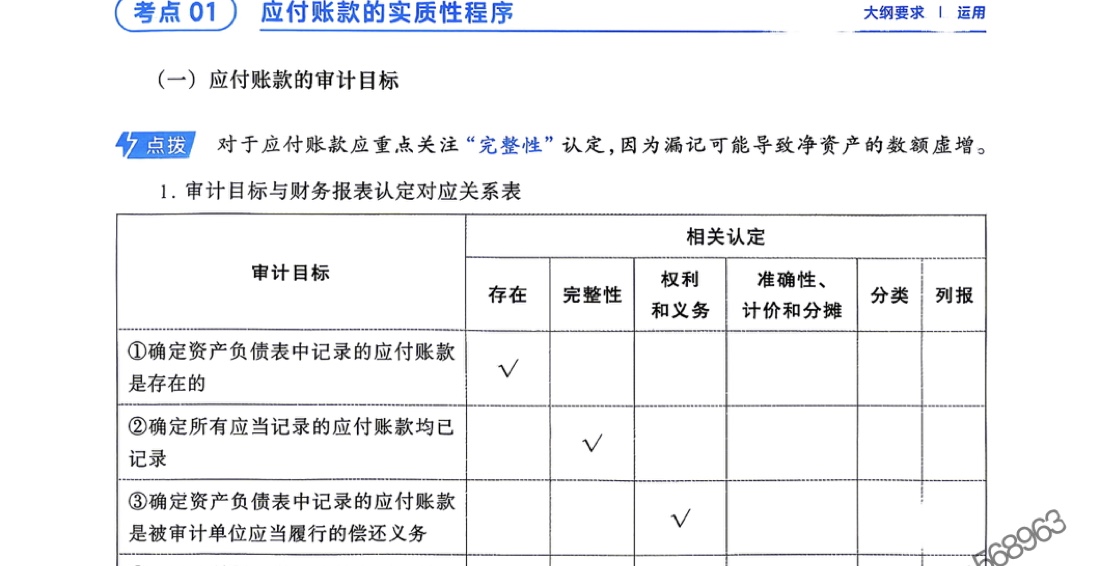 考点 01 应付账款的实质性程序 大纲要求 | 运用
（一）应付账款的审计目标
点拨 对于应付账款应重点关注“完整性”认定，因为漏记可能导致净资产的数额虚增。
1. 审计目标与财务报表认定对应关系表
审计目标
相关认定
存在
完整性
权利
和义务
准确性、
计价和分摊
分类
列报
①确定资产负债表中记录的应付账款
是存在的
√
②确定所有应当记录的应付账款均已
记录
√
③确定资产负债表中记录的应付账款
是被审计单位应当履行的偿还义务
√
568963